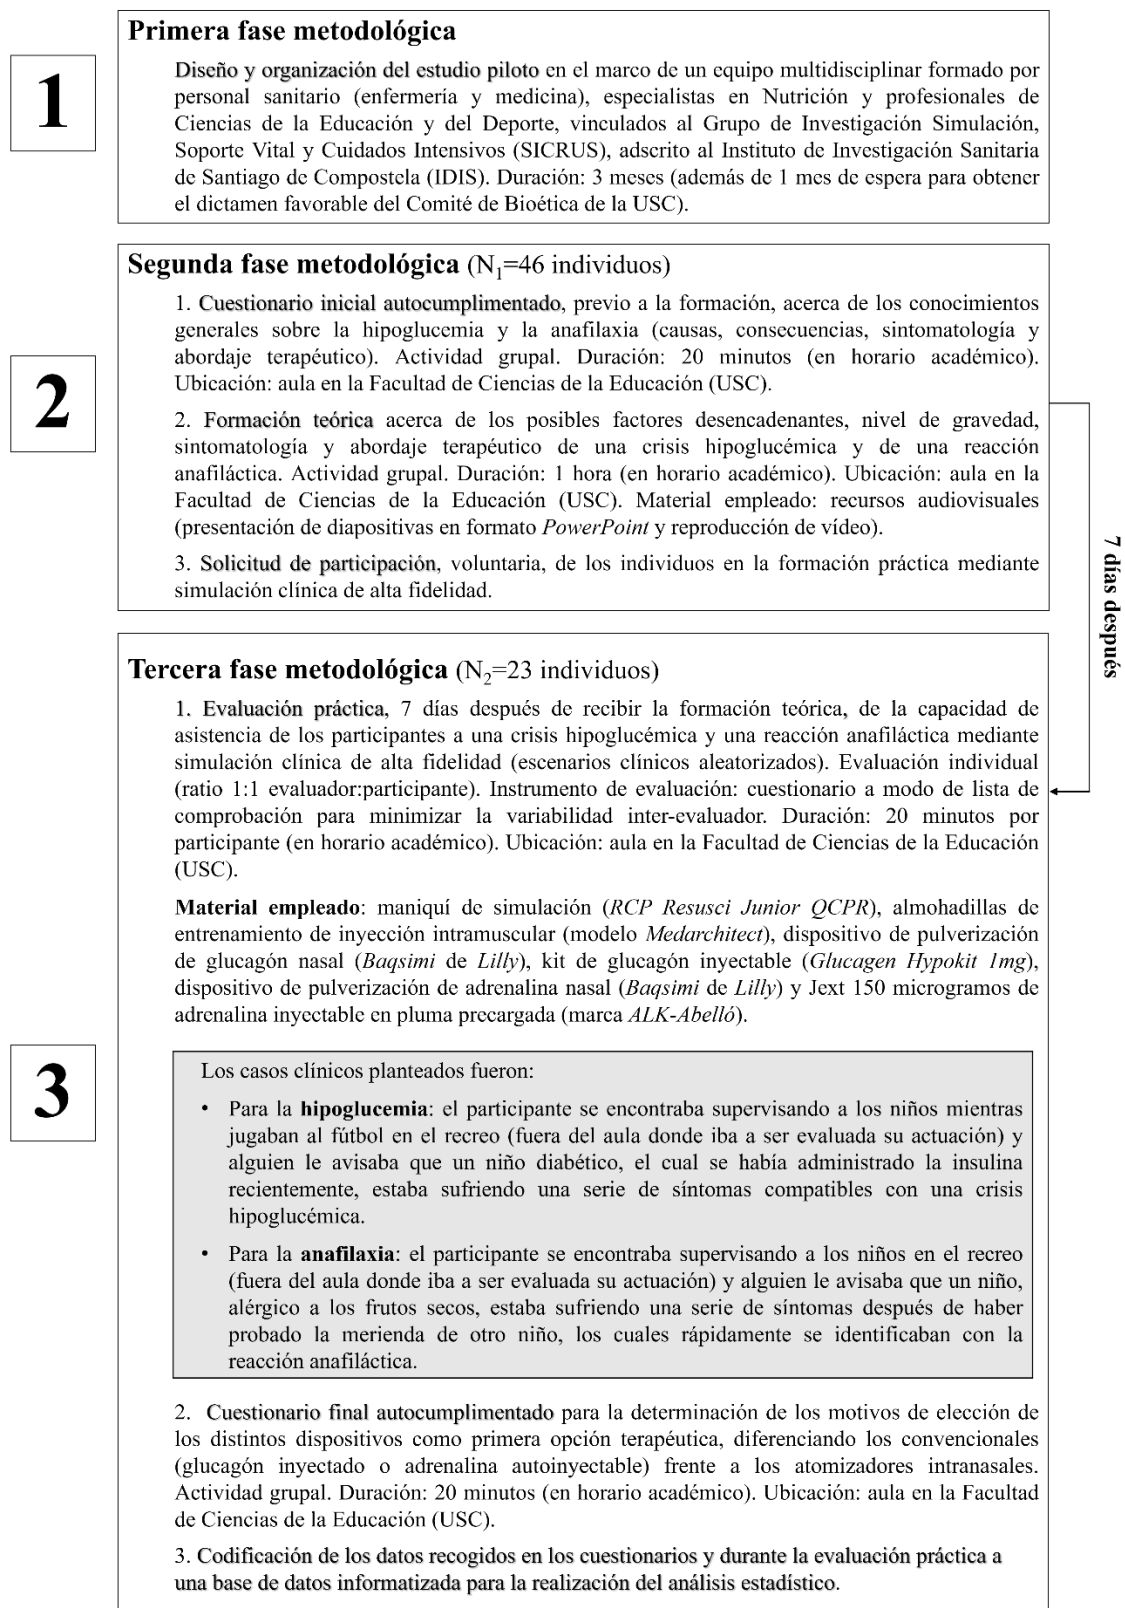 Primera fase metodológica
1
Diseño y organización del estudio piloto en el marco de un equipo multidisciplinar formado por
personal sanitario (enfermería y medicina), especialistas en Nutrición y profesionales de
Ciencias de la Educación y del Deporte, vinculados al Grupo de Investigación Simulación,
Soporte Vital y Cuidados Intensivos (SICRUS), adscrito al Instituto de Investigación Sanitaria
de Santiago de Compostela (IDIS). Duración: 3 meses (además de 1 mes de espera para obtener
el dictamen favorable del Comité de Bioética de la USC).
Segunda fase metodológica (N₁=46 individuos)
2
1. Cuestionario inicial autocumplimentado, previo a la formación, acerca de los conocimientos
generales sobre la hipoglucemia y la anafilaxia (causas, consecuencias, sintomatología y
abordaje terapéutico). Actividad grupal. Duración: 20 minutos (en horario académico).
Ubicación: aula en la Facultad de Ciencias de la Educación (USC).
2. Formación teórica acerca de los posibles factores desencadenantes, nivel de gravedad,
sintomatología y abordaje terapéutico de una crisis hipoglucémica y de una reacción
anafiláctica. Actividad grupal. Duración: 1 hora (en horario académico). Ubicación: aula en la
Facultad de Ciencias de la Educación (USC). Material empleado: recursos audiovisuales
(presentación de diapositivas en formato PowerPoint y reproducción de vídeo).
3. Solicitud de participación, voluntaria, de los individuos en la formación práctica mediante
simulación clínica de alta fidelidad.
7 días después
Tercera fase metodológica (N₂=23 individuos)
3
1. Evaluación práctica, 7 días después de recibir la formación teórica, de la capacidad de
asistencia de los participantes a una crisis hipoglucémica y una reacción anafiláctica mediante
simulación clínica de alta fidelidad (escenarios clínicos aleatorizados). Evaluación individual
(ratio 1:1 evaluador:participante). Instrumento de evaluación: cuestionario a modo de lista de
comprobación para minimizar la variabilidad inter-evaluador. Duración: 20 minutos por
participante (en horario académico). Ubicación: aula en la Facultad de Ciencias de la Educación
(USC).
Material empleado: maniquí de simulación (RCP Resusci Junior QCPR), almohadillas de
entrenamiento de inyección intramuscular (modelo Medarchitect), dispositivo de pulverización
de glucagón nasal (Baqsimi de Lilly), kit de glucagón inyectable (Glucagen Hypokit 1mg),
dispositivo de pulverización de adrenalina nasal (Baqsimi de Lilly) y Jext 150 microgramos de
adrenalina inyectable en pluma precargada (marca ALK-Abelló).
Los casos clínicos planteados fueron:
• Para la hipoglucemia: el participante se encontraba supervisando a los niños mientras
jugaban al fútbol en el recreo (fuera del aula donde iba a ser evaluada su actuación) y
alguien le avisaba que un niño diabético, el cual se había administrado la insulina
recientemente, estaba sufriendo una serie de síntomas compatibles con una crisis
hipoglucémica.
• Para la anafilaxia: el participante se encontraba supervisando a los niños en el recreo
(fuera del aula donde iba a ser evaluada su actuación) y alguien le avisaba que un niño,
alérgico a los frutos secos, estaba sufriendo una serie de síntomas después de haber
probado la merienda de otro niño, los cuales rápidamente se identificaban con la
reacción anafiláctica.
2. Cuestionario final autocumplimentado para la determinación de los motivos de elección de
los distintos dispositivos como primera opción terapéutica, diferenciando los convencionales
(glucagón inyectado o adrenalina autoinyectable) frente a los atomizadores intranasales.
Actividad grupal. Duración: 20 minutos (en horario académico). Ubicación: aula en la Facultad
de Ciencias de la Educación (USC).
3. Codificación de los datos recogidos en los cuestionarios y durante la evaluación práctica a
una base de datos informatizada para la realización del análisis estadístico.